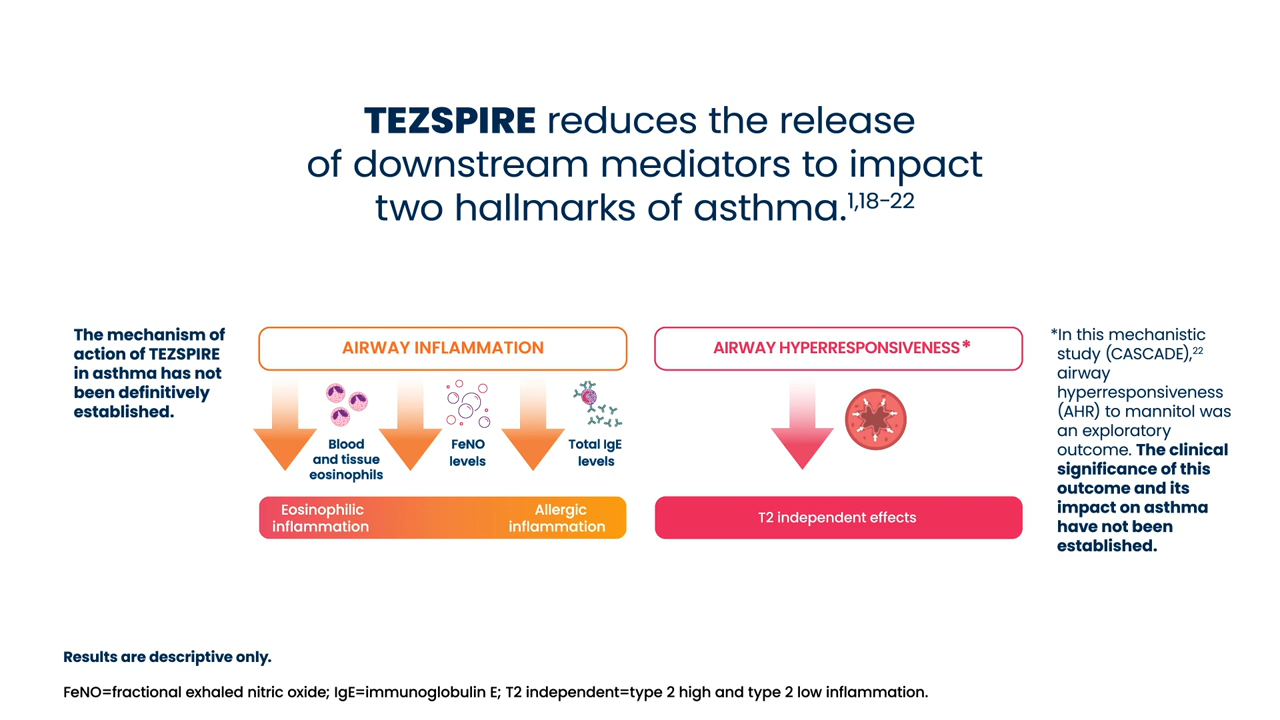 TEZSPIRE reduces the release
of downstream mediators to impact
two hallmarks of asthma.1,18-22
The mechanism of
action of TEZSPIRE
in asthma has not
been definitively
established.
AIRWAY INFLAMMATION
Blood
and tissue
eosinophils
FeNO
levels
Total IgE
levels
Eosinophilic
inflammation
Allergic
inflammation
AIRWAY HYPERRESPONSIVENESS*
T2 independent effects
*In this mechanistic
study (CASCADE),22
airway
hyperresponsiveness
(AHR) to mannitol was
an exploratory
outcome. The clinical
significance of this
outcome and its
impact on asthma
have not been
established.
Results are descriptive only.
FeNO=fractional exhaled nitric oxide; IgE=immunoglobulin E; T2 independent=type 2 high and type 2 low inflammation.